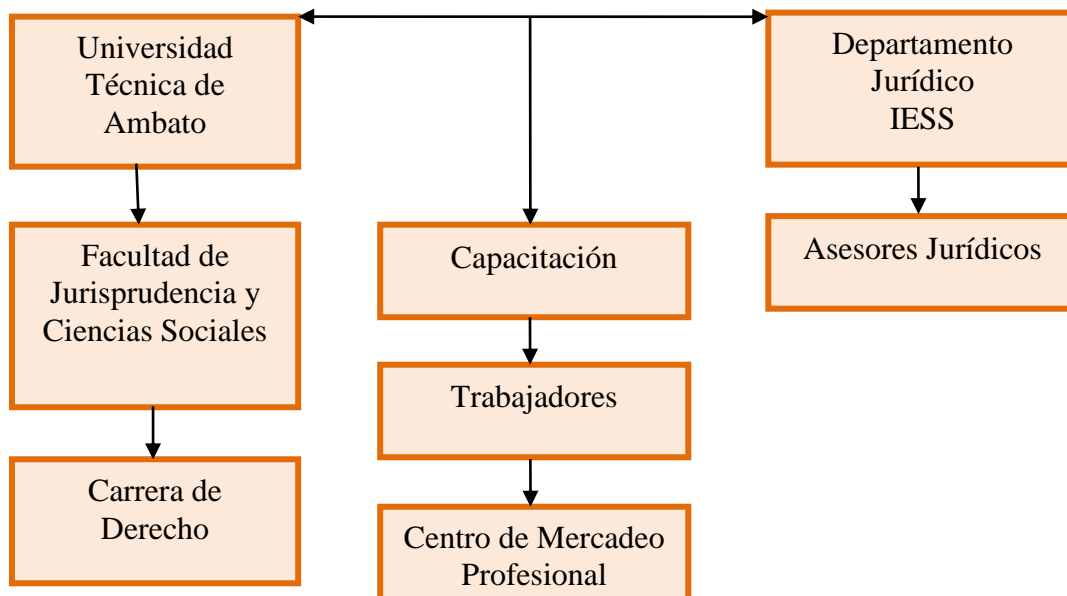 Universidad
Técnica de
Ambato
Facultad de
Jurisprudencia y
Ciencias Sociales
Carrera de
Derecho
Capacitación
Trabajadores
Centro de Mercadeo
Profesional
Departamento
Jurídico
IESS
Asesores Jurídicos